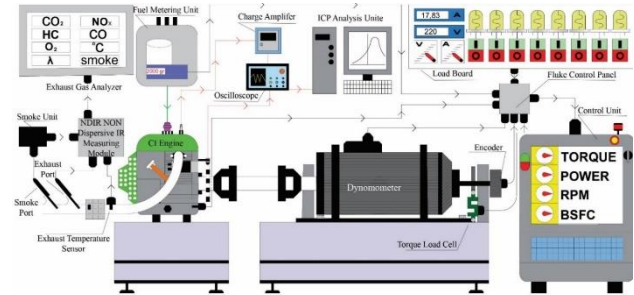 CO₂ NOₓ
HC CO
O₂ °C
λ smoke
Exhaust Gas Analyzer
Fuel Metering Unit
Charge Amplifer
Oscilloscope
ICP Analysis Unite
17,83 A
220 V
V A
Load Board
Fluke Control Panel
Control Unit
Smoke Unit
NDIR NON
Dispersive IR
Measuring
Module
Exhaust
Port
Smoke
Port
Exhaust Temperature
Sensor
CI Engine
Dynomometer
Encoder
Torque Load Cell
TORQUE
POWER
RPM
BSFC